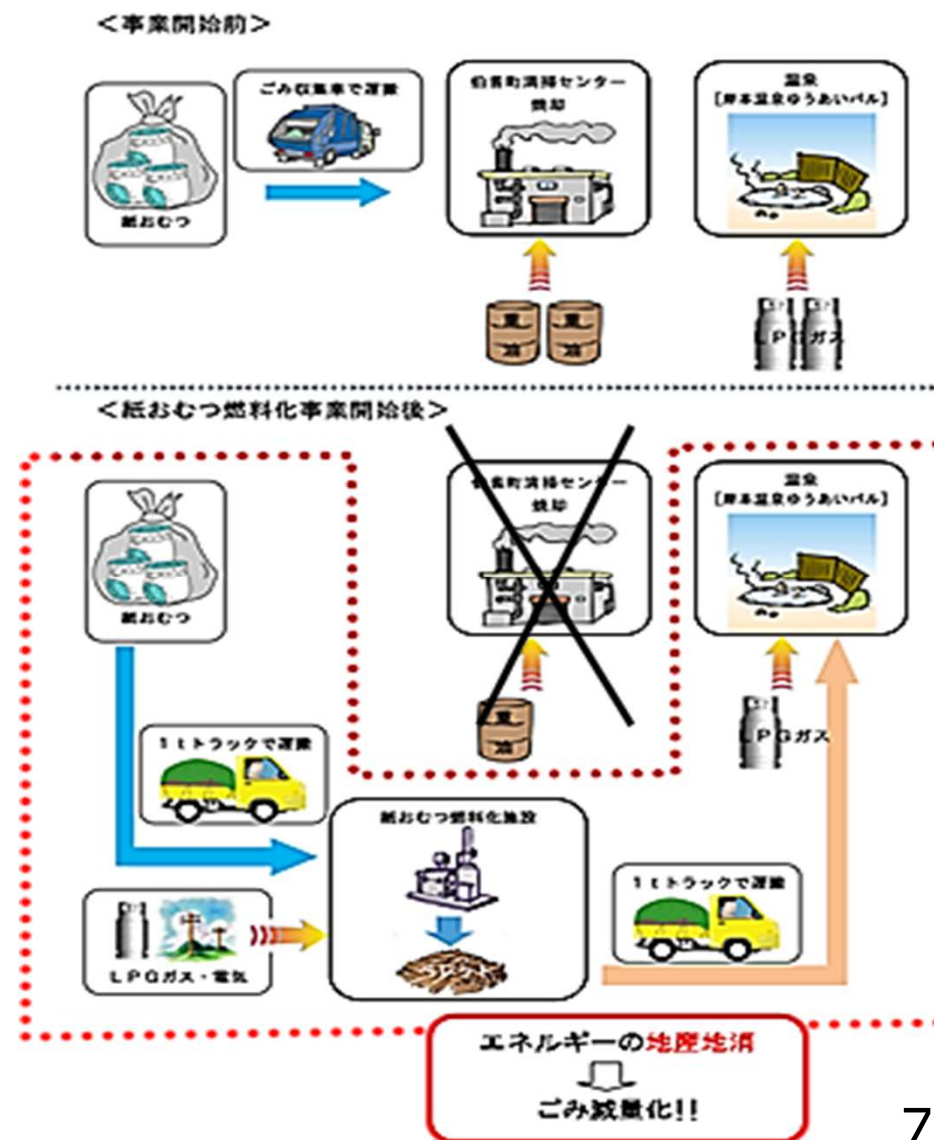 ＜事業開始前＞
紙おむつ
ごみ収集車で運搬
伯耆町清掃センター
焼却
温泉
［岸本温泉ゆうあいパル］
重油
重油
LPGガス
＜紙おむつ燃料化事業開始後＞
紙おむつ
伯耆町清掃センター
焼却
温泉
［岸本温泉ゆうあいパル］
重油
LPGガス
1tトラックで運搬
紙おむつ燃料化施設
ペレット
1tトラックで運搬
LPGガス・電気
エネルギーの地産地消
ごみ減量化!!
7